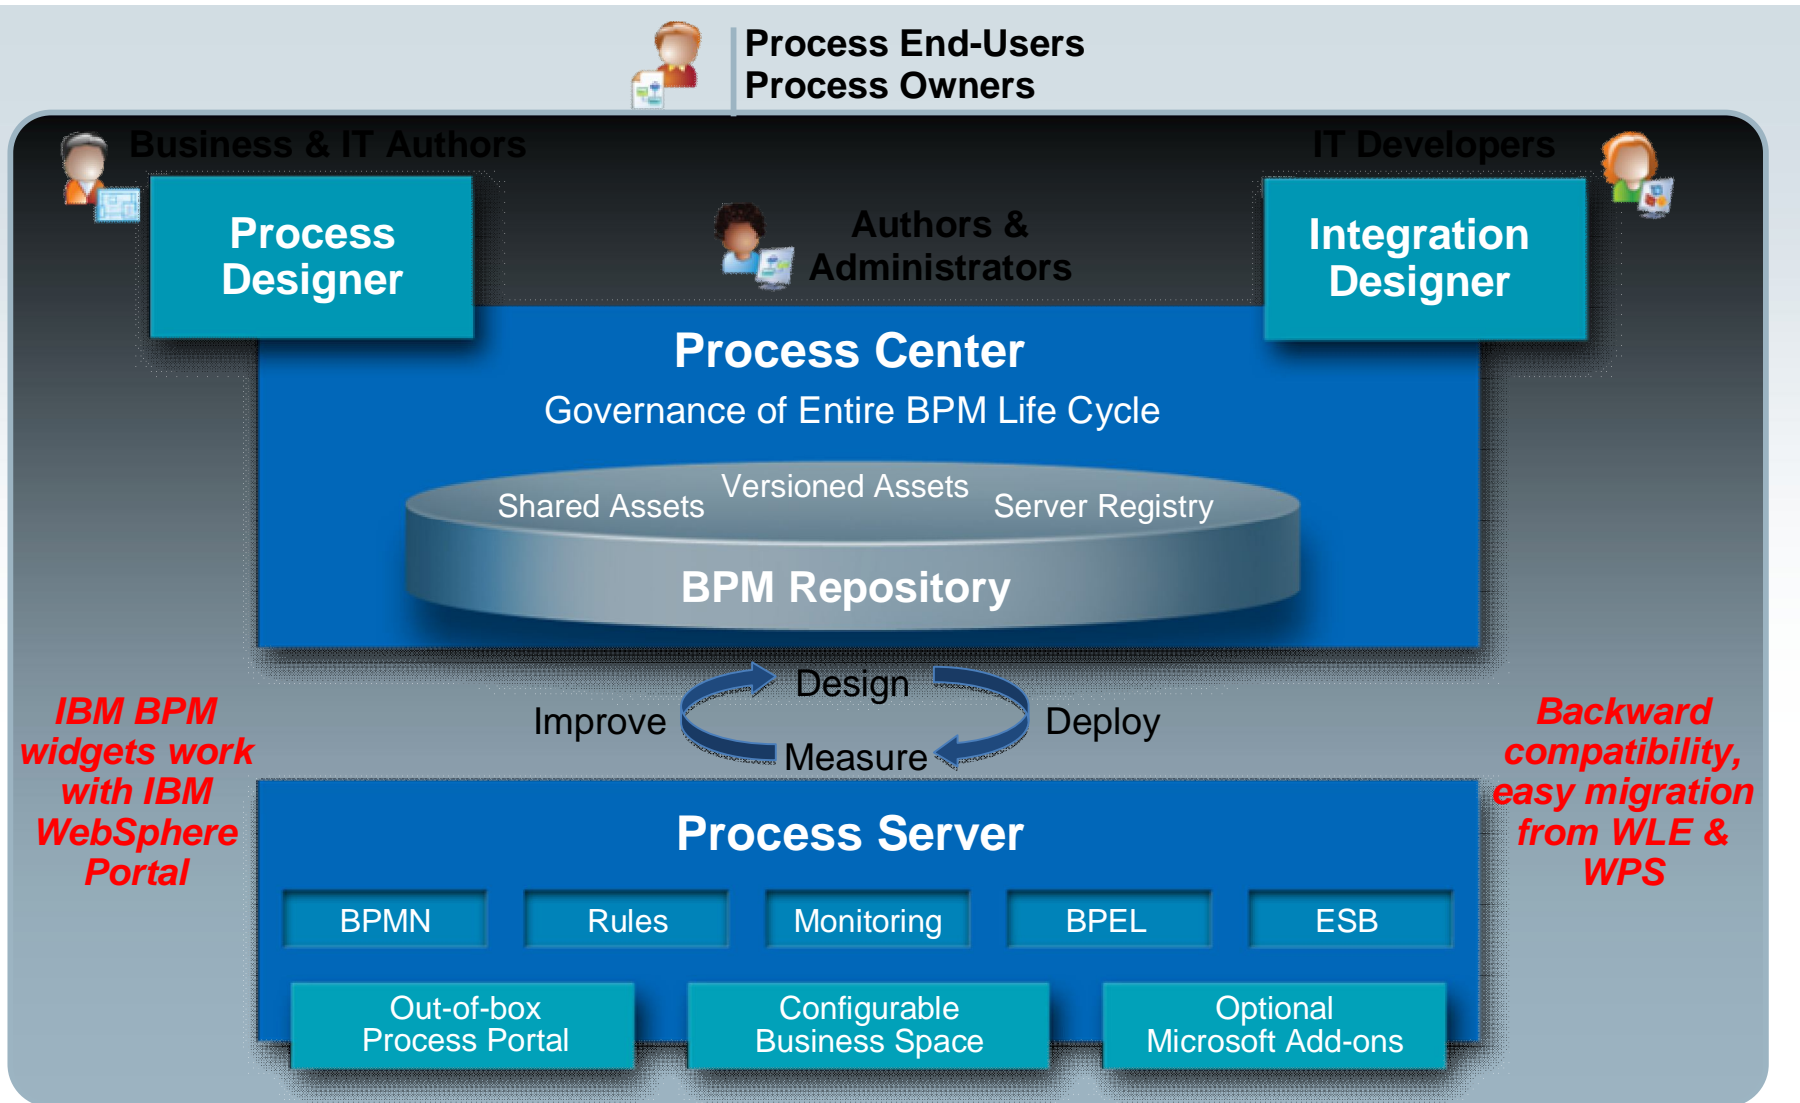 Process End-Users
Process Owners
Business & IT Authors
IT Developers
Process
Designer
Authors &
Administrators
Integration
Designer
Process Center
Governance of Entire BPM Life Cycle
Shared Assets
Versioned Assets
Server Registry
BPM Repository
Design
Improve
Deploy
Measure
IBM BPM
widgets work
with IBM
WebSphere
Portal
Backward
compatibility,
easy migration
from WLE &
WPS
Process Server
BPMN
Rules
Monitoring
BPEL
ESB
Out-of-box
Process Portal
Configurable
Business Space
Optional
Microsoft Add-ons